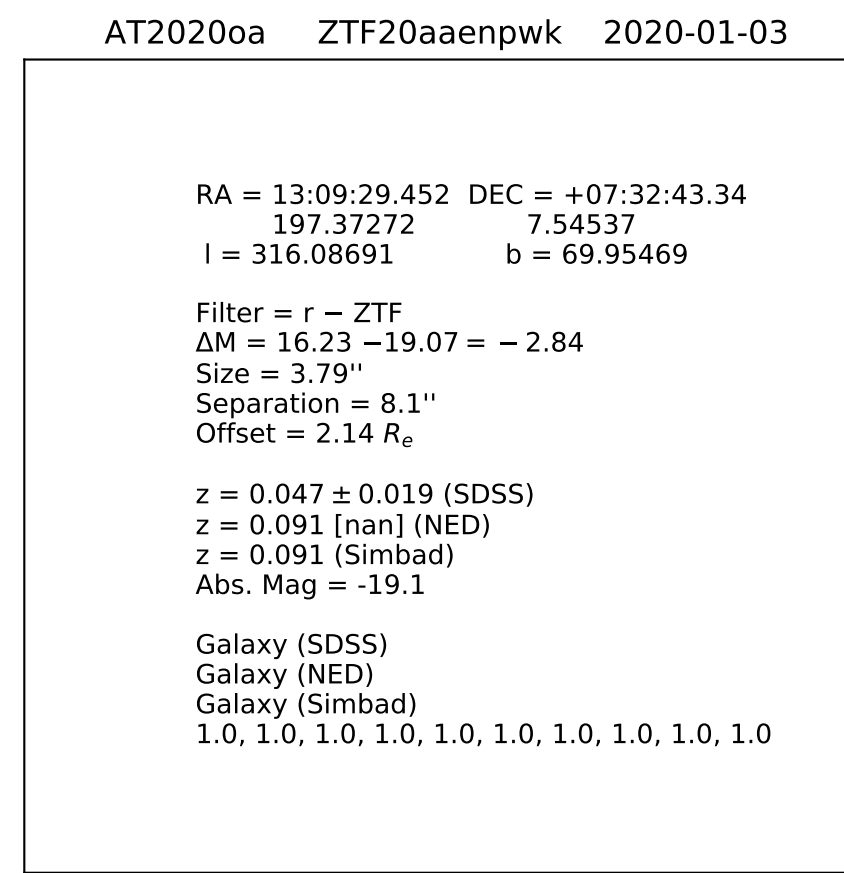 AT2020oa ZTF20aaenpwk 2020-01-03
RA = 13:09:29.452 DEC = +07:32:43.34
197.37272 7.54537
l = 316.08691 b = 69.95469
Filter = r − ZTF
ΔM = 16.23 −19.07 = − 2.84
Size = 3.79''
Separation = 8.1''
Offset = 2.14 Rₑ
z = 0.047 ± 0.019 (SDSS)
z = 0.091 [nan] (NED)
z = 0.091 (Simbad)
Abs. Mag = -19.1
Galaxy (SDSS)
Galaxy (NED)
Galaxy (Simbad)
1.0, 1.0, 1.0, 1.0, 1.0, 1.0, 1.0, 1.0, 1.0, 1.0